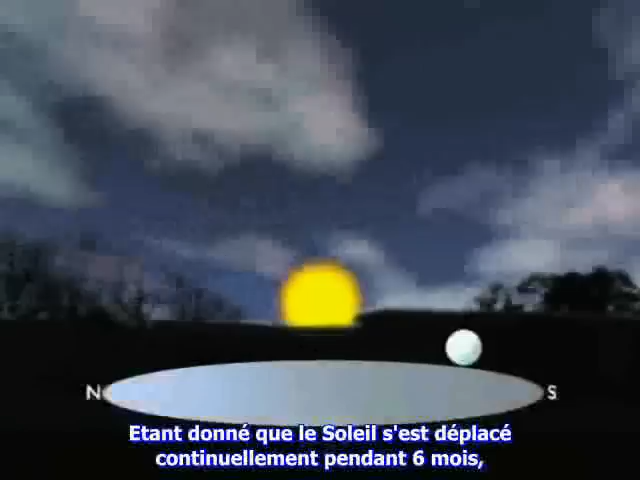 N S
Etant donné que le Soleil s'est déplacé
continuellement pendant 6 mois,